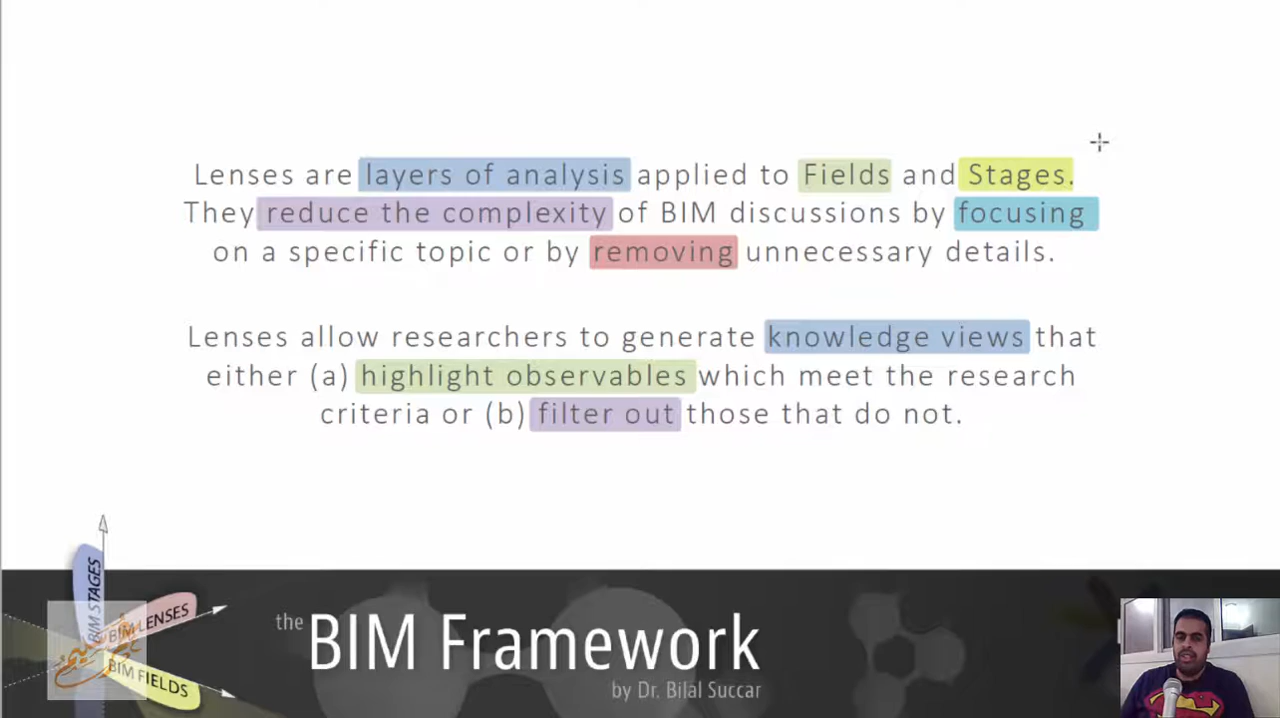 Lenses are layers of analysis applied to Fields and Stages.
They reduce the complexity of BIM discussions by focusing
on a specific topic or by removing unnecessary details.
Lenses allow researchers to generate knowledge views that
either (a) highlight observables which meet the research
criteria or (b) filter out those that do not.
BIM STAGES
BIM LENSES
BIM FIELDS
the BIM Framework
by Dr. Bilal Succar